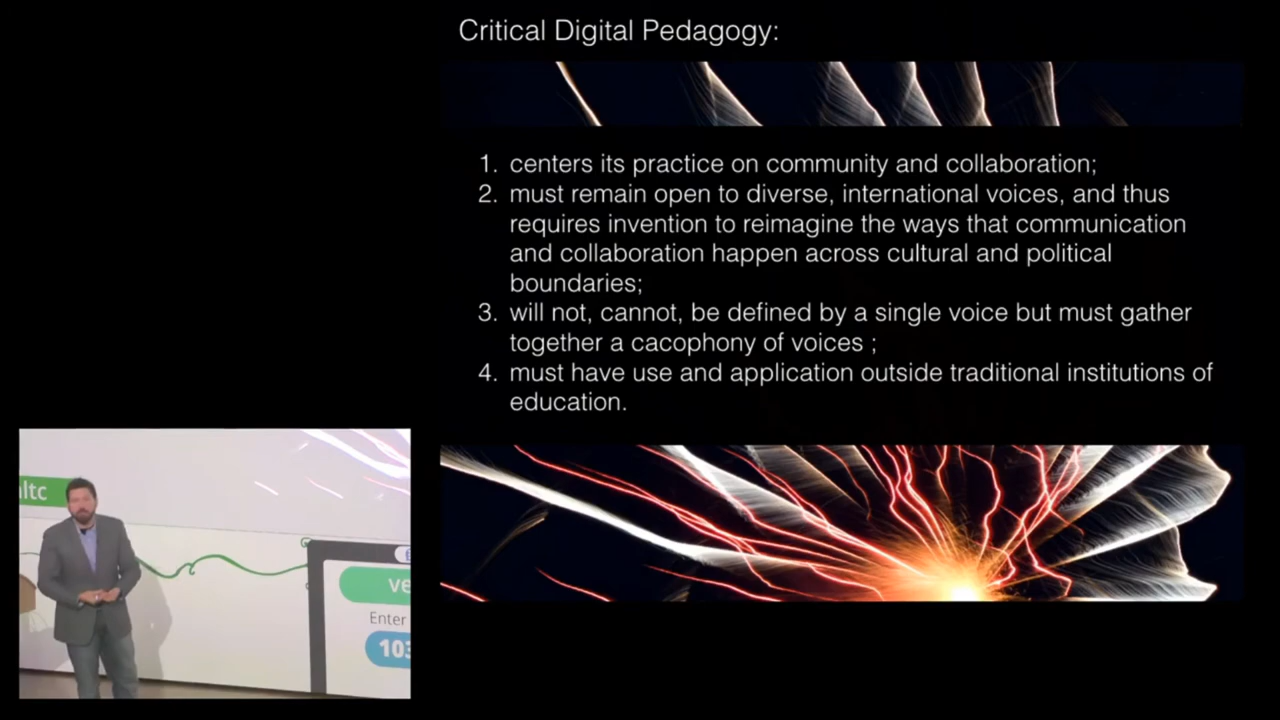 Critical Digital Pedagogy:
1. centers its practice on community and collaboration;
2. must remain open to diverse, international voices, and thus
requires invention to reimagine the ways that communication
and collaboration happen across cultural and political
boundaries;
3. will not, cannot, be defined by a single voice but must gather
together a cacophony of voices ;
4. must have use and application outside traditional institutions of
education.
ltc
ve
Enter
103